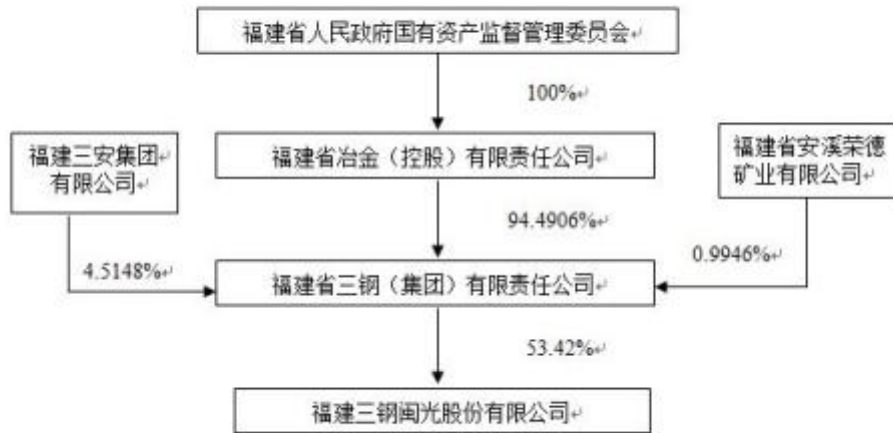 福建省人民政府国有资产监督管理委员会
100%
福建三安集团
有限公司
福建省冶金（控股）有限责任公司
福建省安溪荣德
矿业有限公司
94.4906%
4.5148%
0.9946%
福建省三钢（集团）有限责任公司
53.42%
福建三钢闽光股份有限公司